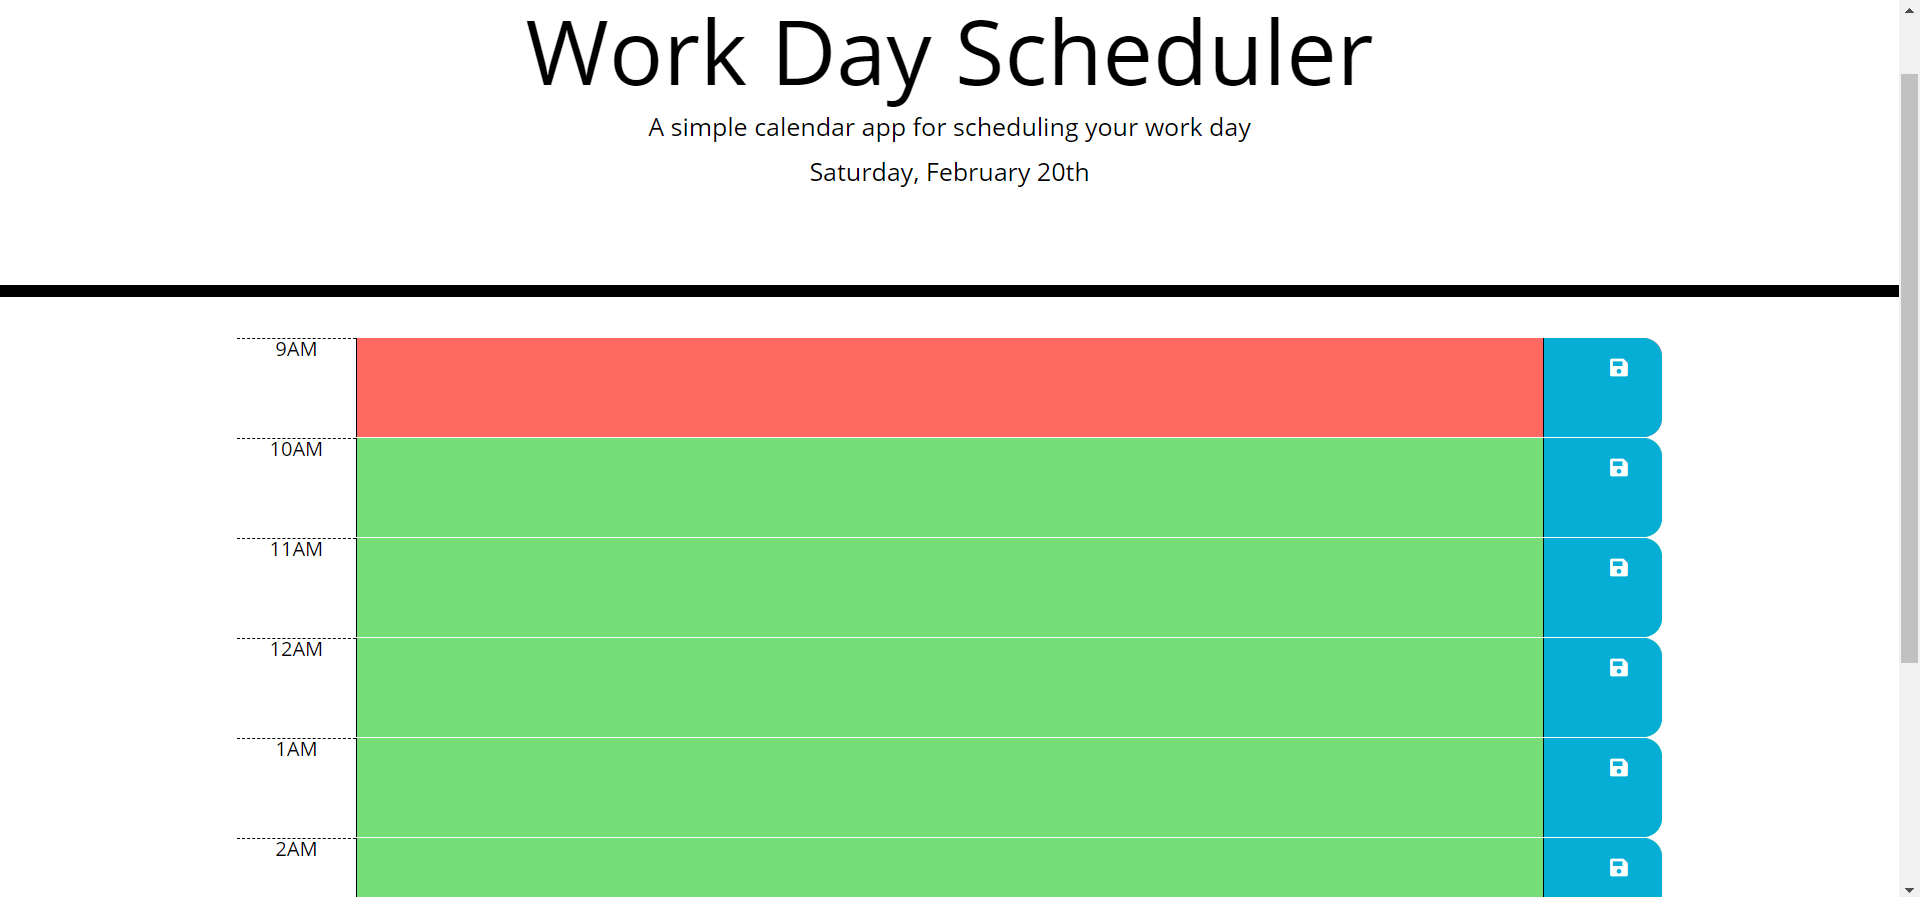 Work Day Scheduler
A simple calendar app for scheduling your work day
Saturday, February 20th
9AM
10AM
11AM
12AM
1AM
2AM